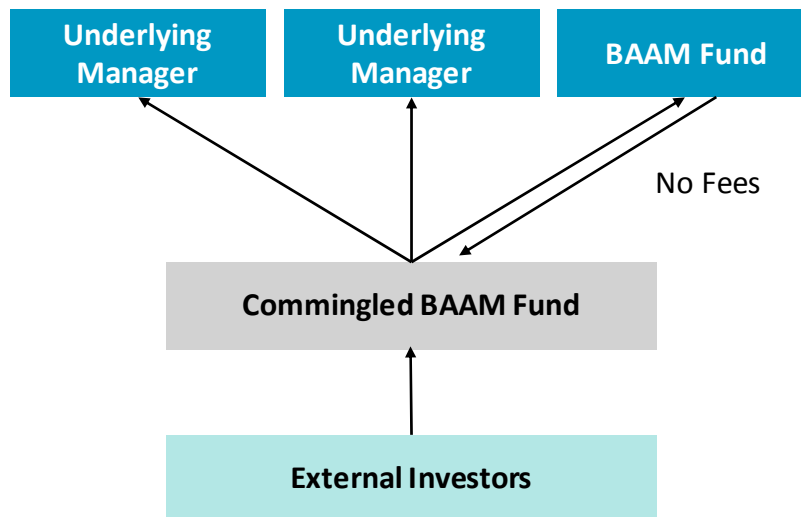 Underlying
Manager
Underlying
Manager
BAAM Fund
No Fees
Commingled BAAM Fund
External Investors